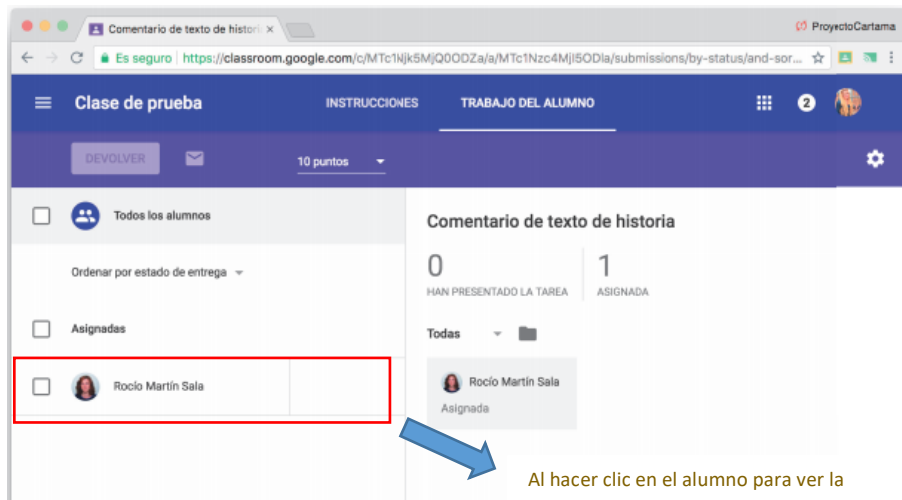 Comentario de texto de histori
ProyectoCartama
Es seguro | https://classroom.google.com/c/MTc1Njk5MjQ0ODZa/a/MTc1Nzc4MjI5ODla/submissions/by-status/and-sor...
Clase de prueba
INSTRUCCIONES
TRABAJO DEL ALUMNO
2
DEVOLVER
10 puntos
Todos los alumnos
Ordenar por estado de entrega
Asignadas
Rocío Martín Sala
Comentario de texto de historia
0
HAN PRESENTADO LA TAREA
1
ASIGNADA
Todas
Rocío Martín Sala
Asignada
Al hacer clic en el alumno para ver la